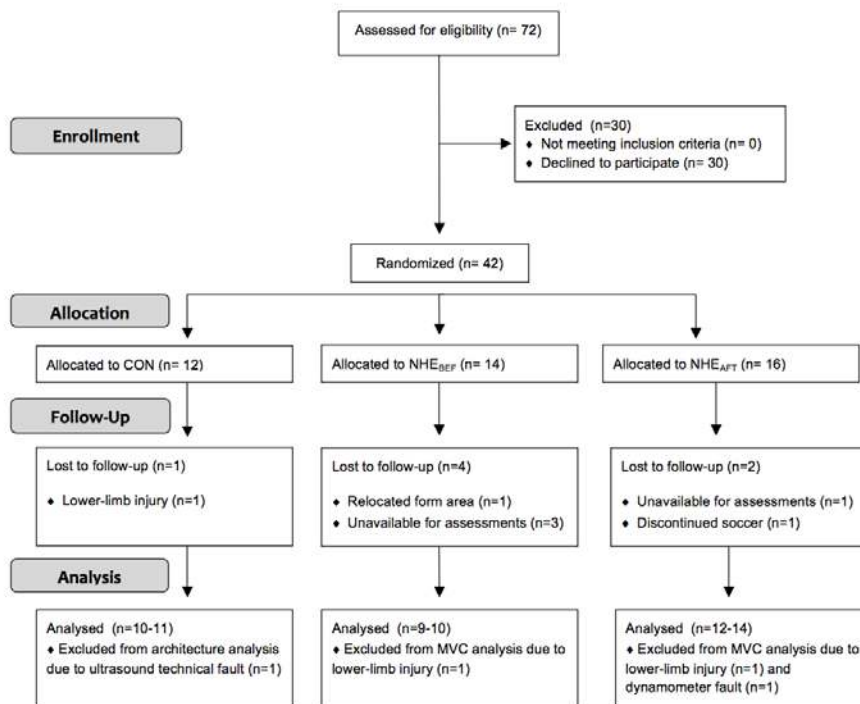 Assessed for eligibility (n= 72)
Enrollment
Excluded (n=30)
♦ Not meeting inclusion criteria (n= 0)
♦ Declined to participate (n= 30)
Randomized (n= 42)
Allocation
Allocated to CON (n= 12)
Allocated to NHEBEF (n= 14)
Allocated to NHEAFT (n= 16)
Follow-Up
Lost to follow-up (n=1)
♦ Lower-limb injury (n=1)
Lost to follow-up (n=4)
♦ Relocated form area (n=1)
♦ Unavailable for assessments (n=3)
Lost to follow-up (n=2)
♦ Unavailable for assessments (n=1)
♦ Discontinued soccer (n=1)
Analysis
Analysed (n=10-11)
♦ Excluded from architecture analysis
due to ultrasound technical fault (n=1)
Analysed (n=9-10)
♦ Excluded from MVC analysis due to
lower-limb injury (n=1)
Analysed (n=12-14)
♦ Excluded from MVC analysis due to
lower-limb injury (n=1) and
dynamometer fault (n=1)